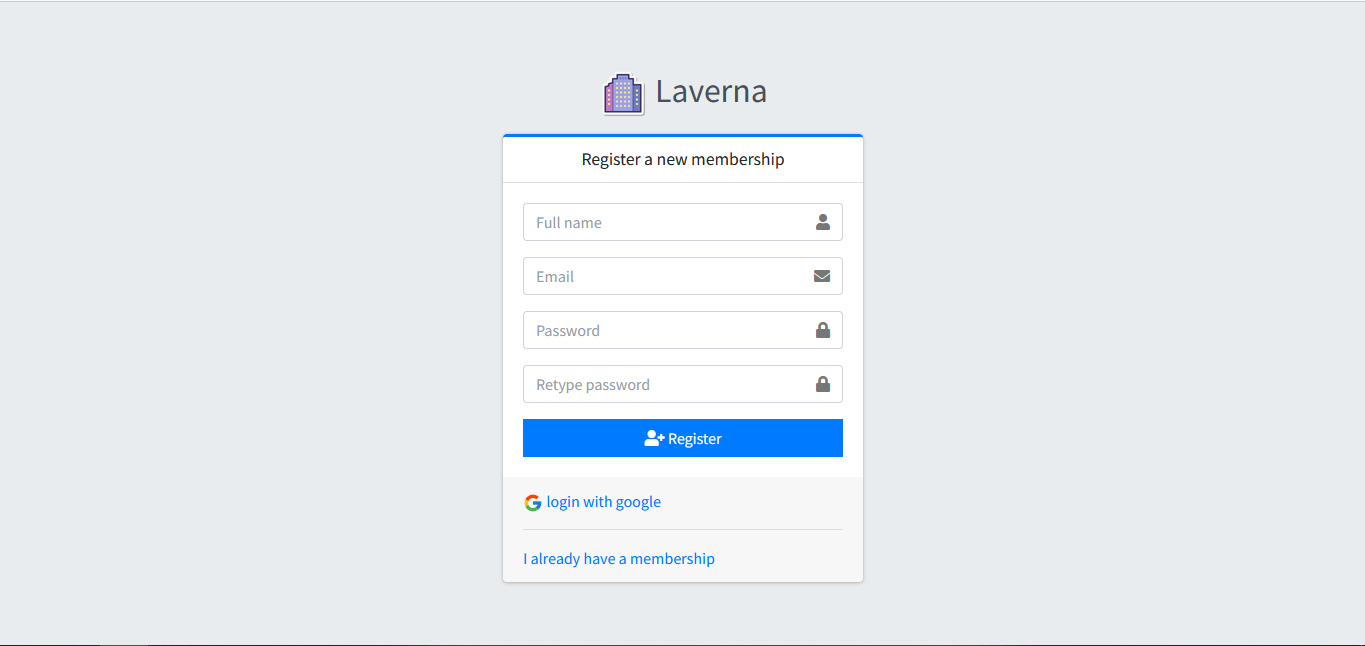 Laverna
Register a new membership
Full name
Email
Password
Retype password
Register
login with google
I already have a membership